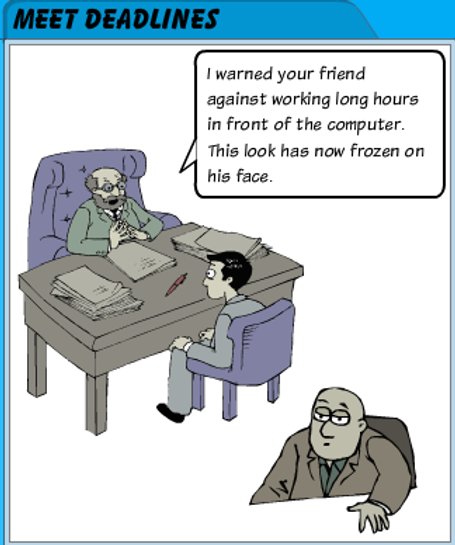 MEET DEADLINES
I warned your friend
against working long hours
in front of the computer.
This look has now frozen on
his face.